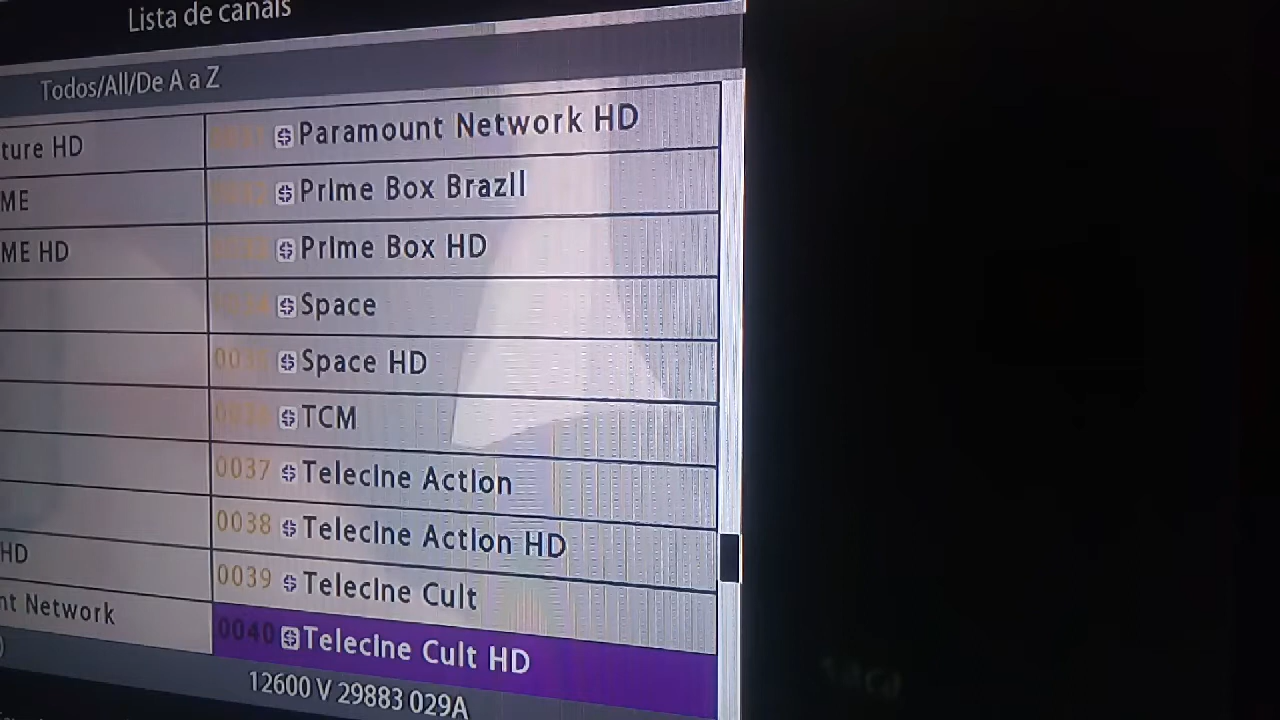 Lista de canais
Todos/All/De A a Z
ture HD
ME
ME HD
HD
nt Network
Paramount Network HD
Prime Box Brazil
Prime Box HD
Space
Space HD
TCM
0037 Telecine Action
0038 Telecine Action HD
0039 Telecine Cult
0040 Telecine Cult HD
12600 V 29883 029A